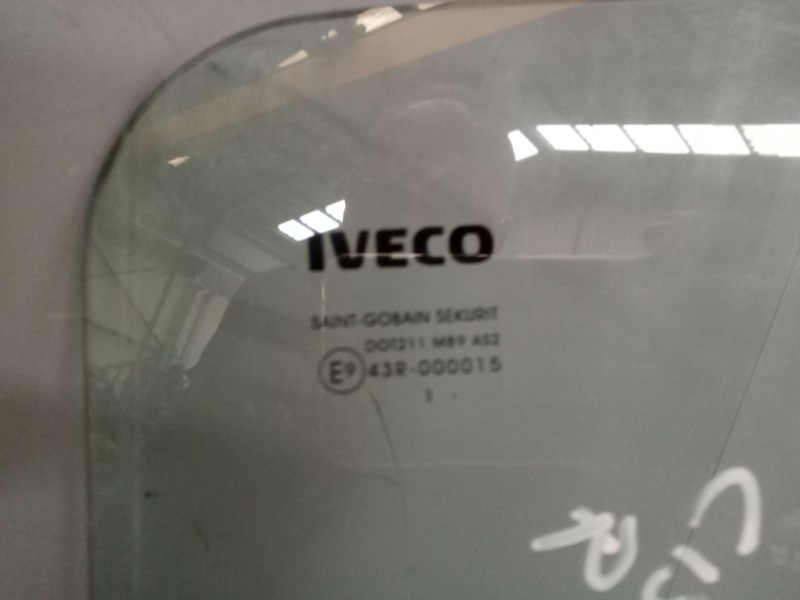 IVECO
SAINT-GOBAIN SEKURIT
DOT211 M89 AS2
E9 43R-000015
1 .